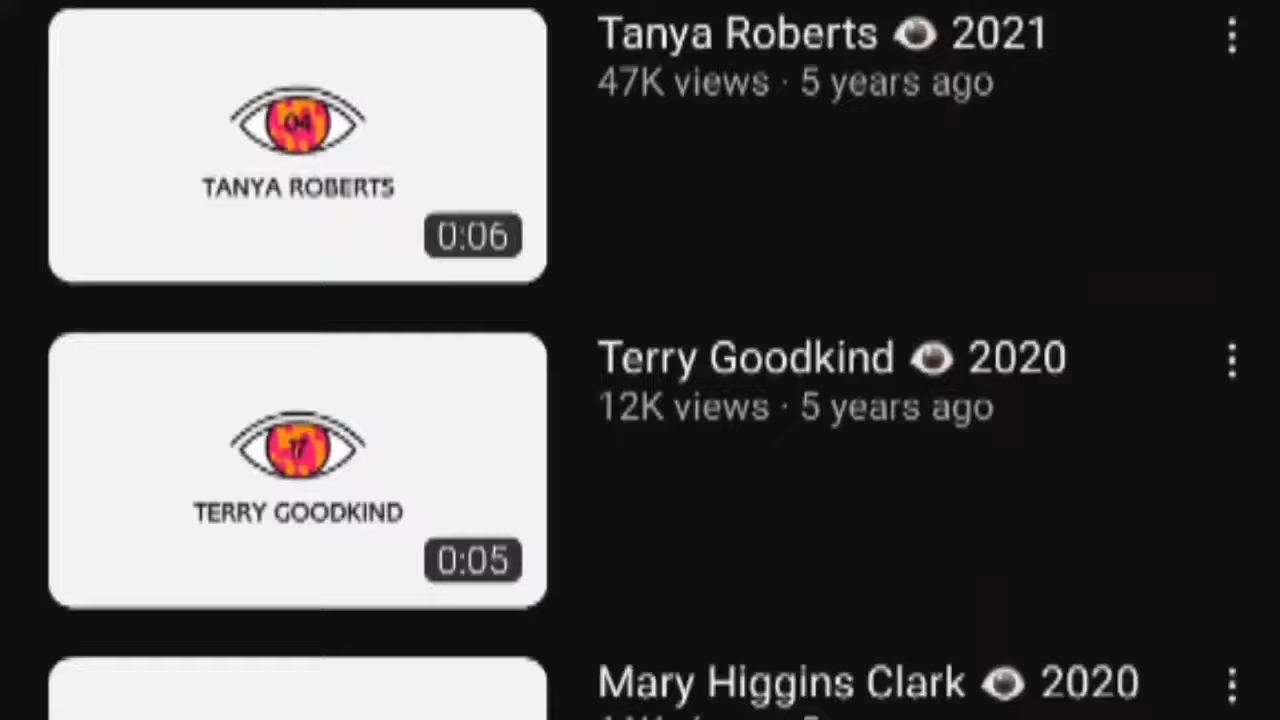 Tanya Roberts 👁 2021
47K views · 5 years ago
04
TANYA ROBERTS
0:06
Terry Goodkind 👁 2020
12K views · 5 years ago
17
TERRY GOODKIND
0:05
Mary Higgins Clark 👁 2020